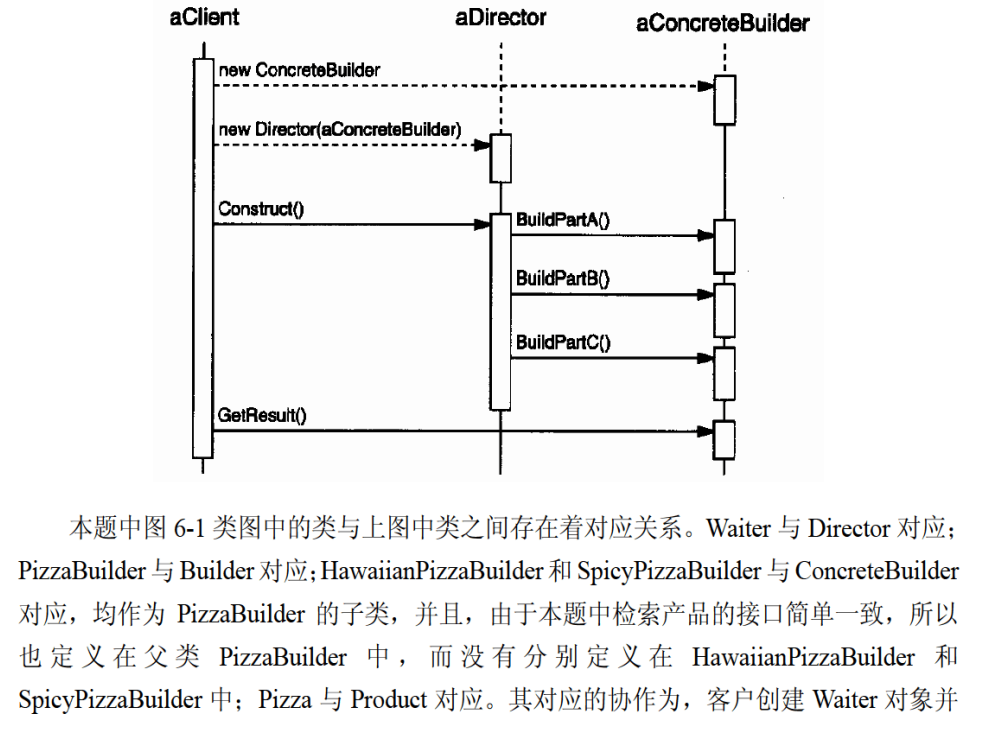 aClient aDirector aConcreteBuilder
new ConcreteBuilder
new Director(aConcreteBuilder)
Construct() BuildPartA()
BuildPartB()
BuildPartC()
GetResult()
本题中图 6-1 类图中的类与上图中类之间存在着对应关系。Waiter 与 Director 对应；
PizzaBuilder 与 Builder 对应；HawaiianPizzaBuilder 和 SpicyPizzaBuilder 与 ConcreteBuilder
对应，均作为 PizzaBuilder 的子类，并且，由于本题中检索产品的接口简单一致，所以
也定义在父类 PizzaBuilder 中，而没有分别定义在 HawaiianPizzaBuilder 和
SpicyPizzaBuilder 中；Pizza 与 Product 对应。其对应的协作为，客户创建 Waiter 对象并